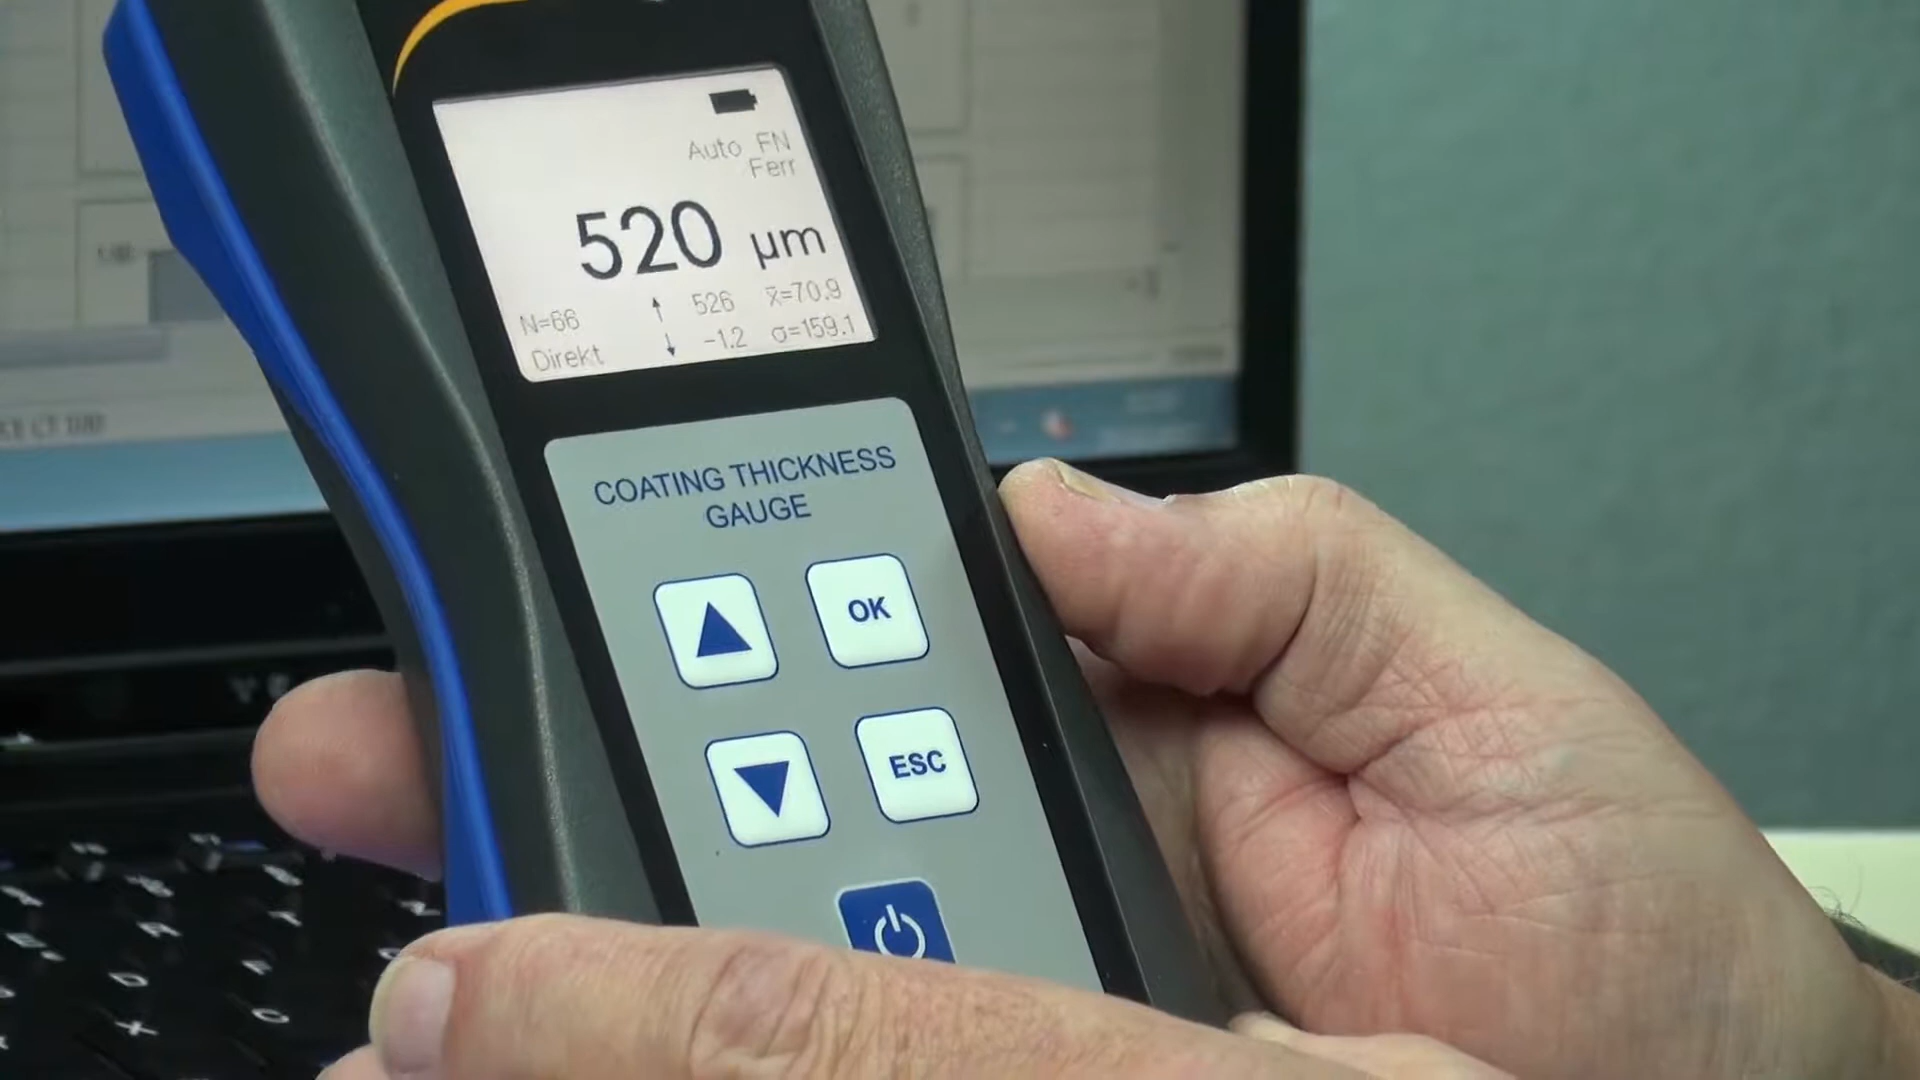 Auto FN
Ferr
520 µm
N=66 ↑ 526 x̄=70.9
Direkt ↓ -1.2 σ=159.1
COATING THICKNESS
GAUGE
OK
ESC